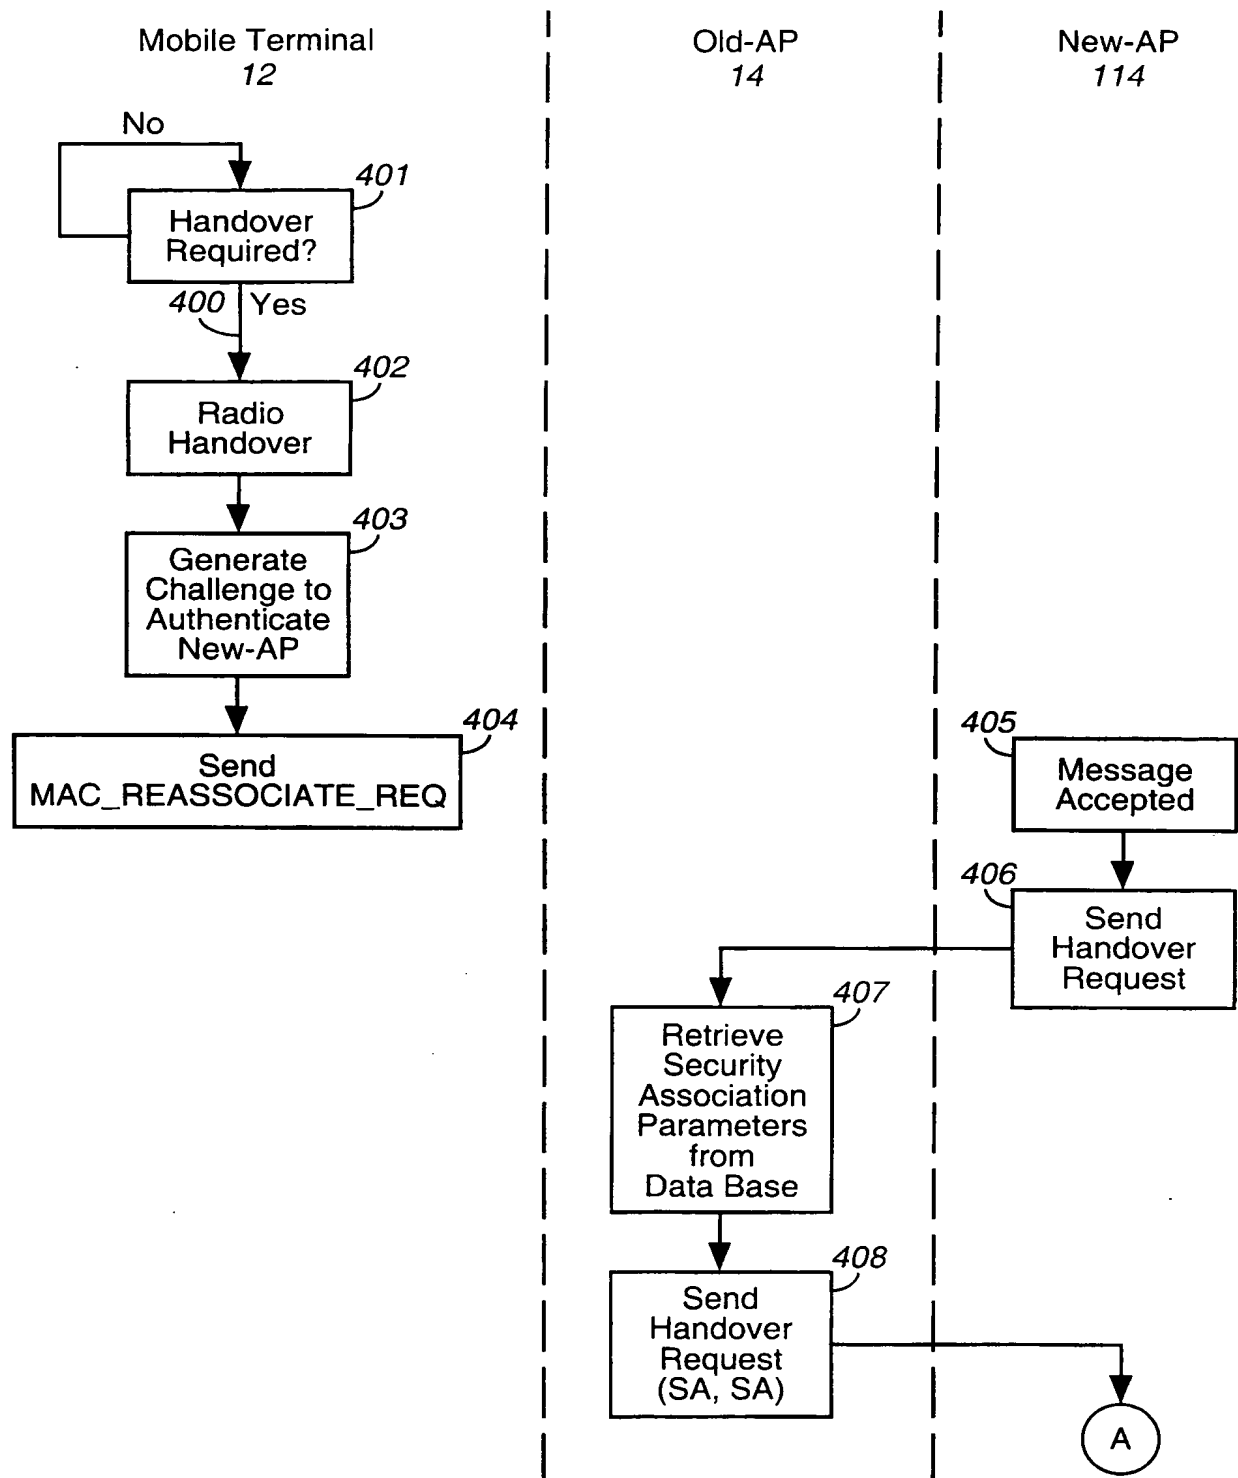 Mobile Terminal
12
Old-AP
14
New-AP
114
No
401
Handover
Required?
400
Yes
402
Radio
Handover
403
Generate
Challenge to
Authenticate
New-AP
404
Send
MAC_REASSOCIATE_REQ
405
Message
Accepted
406
Send
Handover
Request
407
Retrieve
Security
Association
Parameters
from
Data Base
408
Send
Handover
Request
(SA, SA)
A